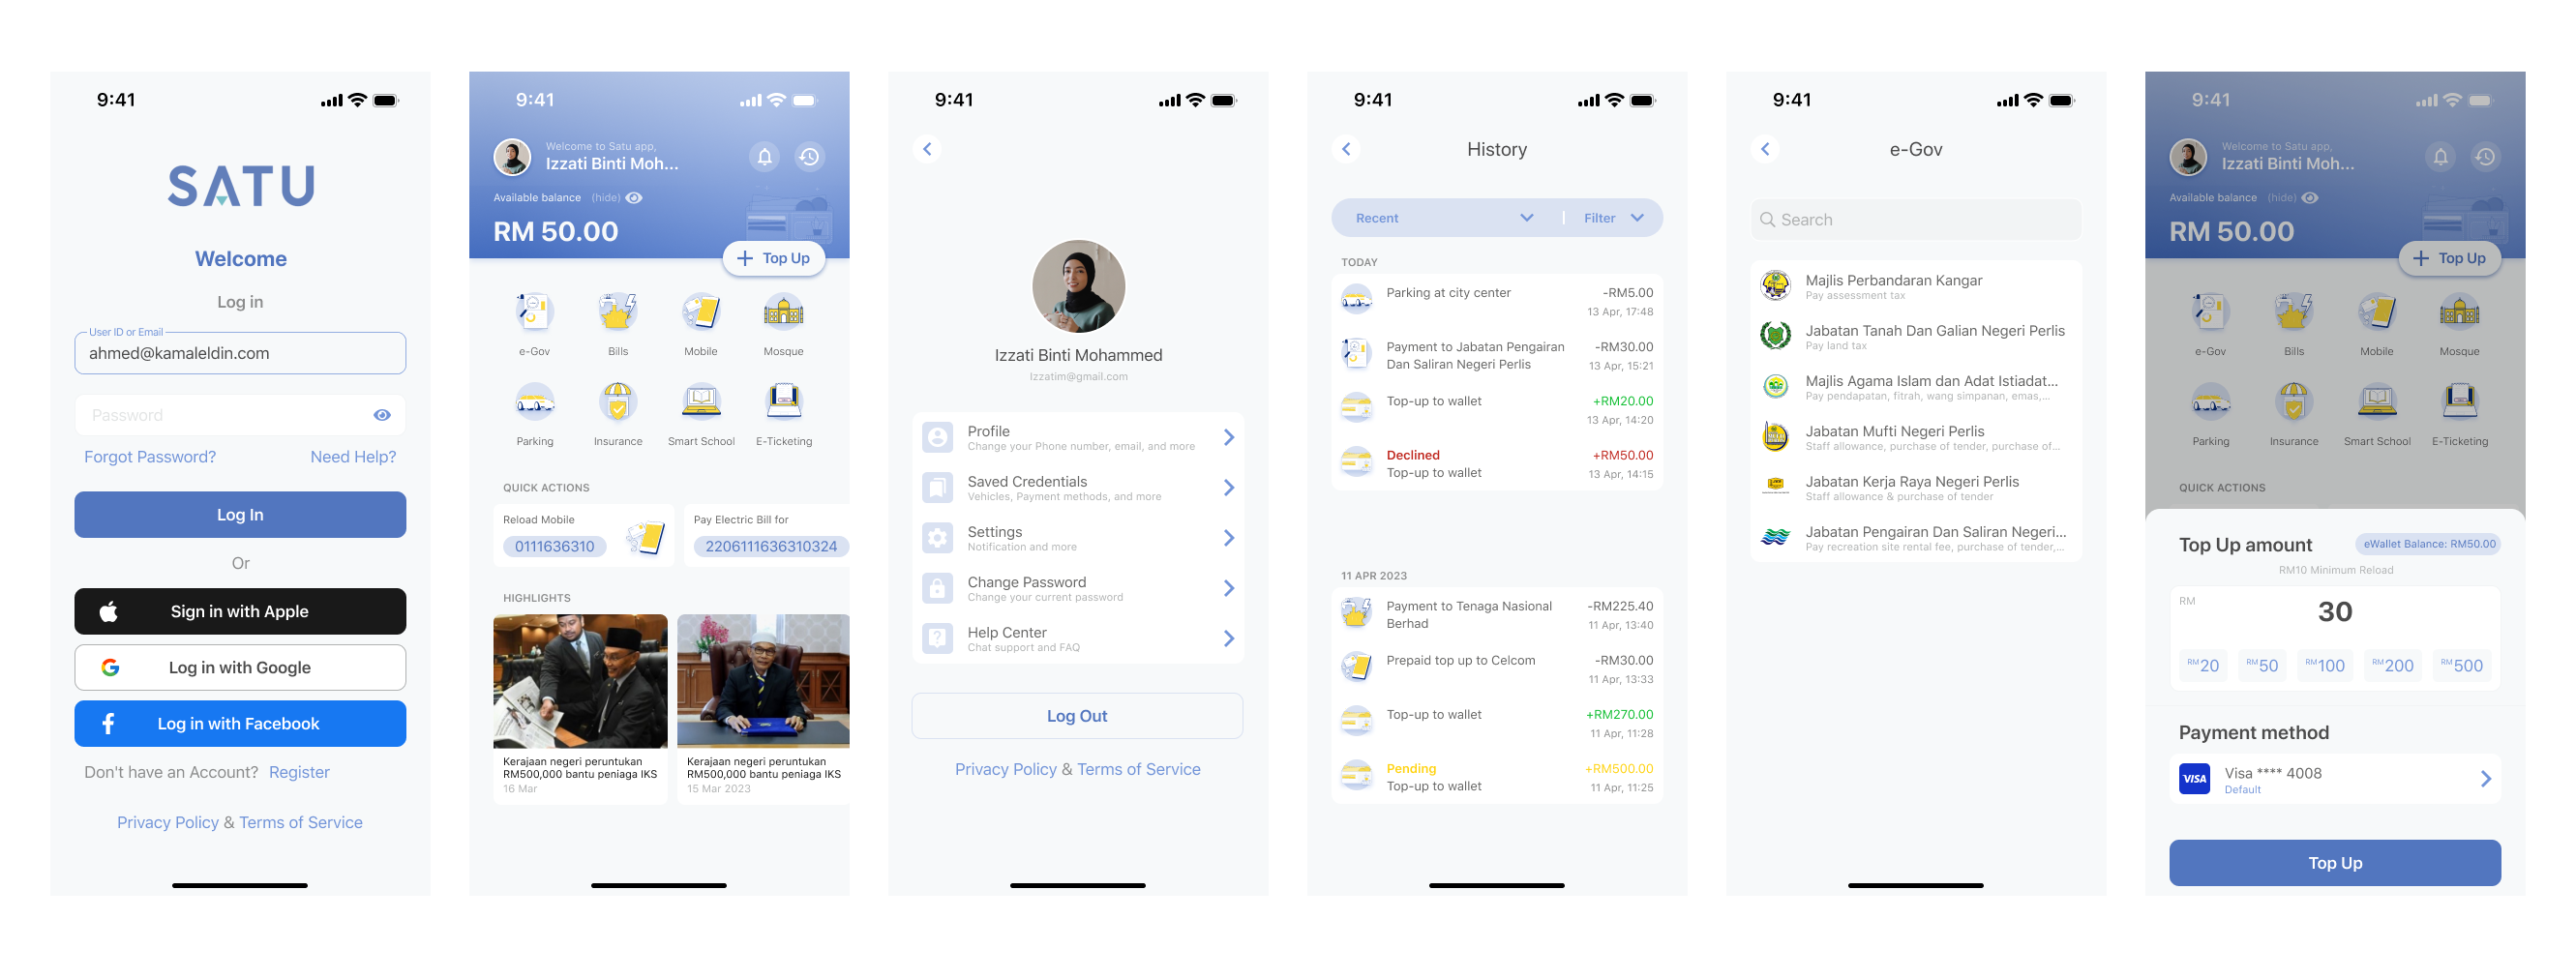 9:41
SATU
Welcome
Log in
User ID or Email
ahmed@kamaleldin.com
Password
Forgot Password?
Need Help?
Log In
Or
Sign in with Apple
Log in with Google
Log in with Facebook
Don't have an Account? Register
Privacy Policy & Terms of Service
9:41
Welcome to Satu app,
Izzati Binti Moh...
Available balance (hide)
RM 50.00
Top Up
e-Gov
Bills
Mobile
Mosque
Parking
Insurance
Smart School
E-Ticketing
QUICK ACTIONS
Reload Mobile
0111636310
Pay Electric Bill for
2206111636310324
HIGHLIGHTS
Kerajaan negeri peruntukan
RM500,000 bantu peniaga IKS
16 Mar
Kerajaan negeri peruntukan
RM500,000 bantu peniaga IKS
15 Mar 2023
9:41
Izzati Binti Mohammed
Izzatim@gmail.com
Profile
Change your Phone number, email, and more
Saved Credentials
Vehicles, Payment methods, and more
Settings
Notification and more
Change Password
Change your current password
Help Center
Chat support and FAQ
Log Out
Privacy Policy & Terms of Service
9:41
History
Recent
Filter
TODAY
Parking at city center
-RM5.00
13 Apr, 17:48
Payment to Jabatan Pengairan
Dan Saliran Negeri Perlis
-RM30.00
13 Apr, 15:21
Top-up to wallet
+RM20.00
13 Apr, 14:20
Declined
Top-up to wallet
+RM50.00
13 Apr, 14:15
11 APR 2023
Payment to Tenaga Nasional
Berhad
-RM225.40
11 Apr, 13:40
Prepaid top up to Celcom
-RM30.00
11 Apr, 13:33
Top-up to wallet
+RM270.00
11 Apr, 11:28
Pending
Top-up to wallet
+RM500.00
11 Apr, 11:25
9:41
e-Gov
Search
Majlis Perbandaran Kangar
Pay assessment tax
Jabatan Tanah Dan Galian Negeri Perlis
Pay land tax
Majlis Agama Islam dan Adat Istiadat...
Pay pendapatan, fitrah, wang simpanan, emas,...
Jabatan Mufti Negeri Perlis
Staff allowance, purchase of tender, purchase of...
Jabatan Kerja Raya Negeri Perlis
Staff allowance & purchase of tender
Jabatan Pengairan Dan Saliran Negeri...
Pay recreation site rental fee, purchase of tender,...
9:41
Welcome to Satu app,
Izzati Binti Moh...
Available balance (hide)
RM 50.00
Top Up
e-Gov
Bills
Mobile
Mosque
Parking
Insurance
Smart School
E-Ticketing
QUICK ACTIONS
Top Up amount
eWallet Balance: RM50.00
RM10 Minimum Reload
RM
30
RM20
RM50
RM100
RM200
RM500
Payment method
VISA
Visa **** 4008
Default
Top Up